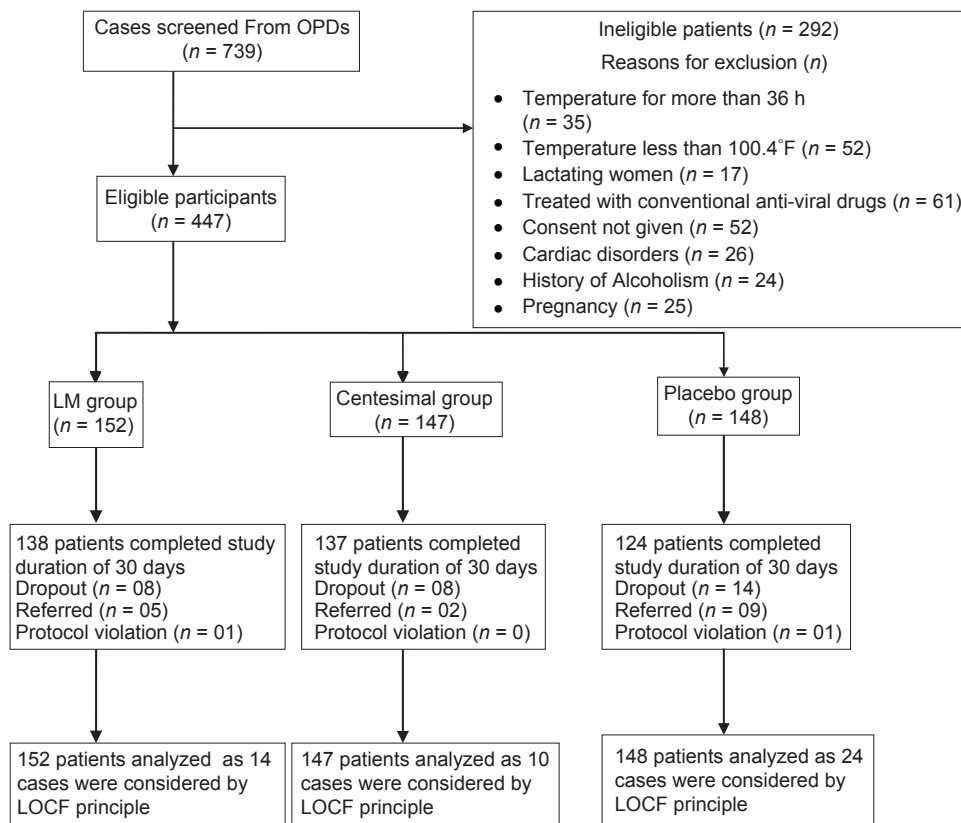 Cases screened From OPDs
(n = 739)
Ineligible patients (n = 292)
Reasons for exclusion (n)
• Temperature for more than 36 h
(n = 35)
• Temperature less than 100.4°F (n = 52)
• Lactating women (n = 17)
• Treated with conventional anti-viral drugs (n = 61)
• Consent not given (n = 52)
• Cardiac disorders (n = 26)
• History of Alcoholism (n = 24)
• Pregnancy (n = 25)
Eligible participants
(n = 447)
LM group
(n = 152)
Centesimal group
(n = 147)
Placebo group
(n = 148)
138 patients completed study
duration of 30 days
Dropout (n = 08)
Referred (n = 05)
Protocol violation (n = 01)
137 patients completed
study duration of 30 days
Dropout (n = 08)
Referred (n = 02)
Protocol violation (n = 0)
124 patients completed
study duration of 30 days
Dropout (n = 14)
Referred (n = 09)
Protocol violation (n = 01)
152 patients analyzed as 14
cases were considered by
LOCF principle
147 patients analyzed as 10
cases were considered by
LOCF principle
148 patients analyzed as 24
cases were considered by
LOCF principle